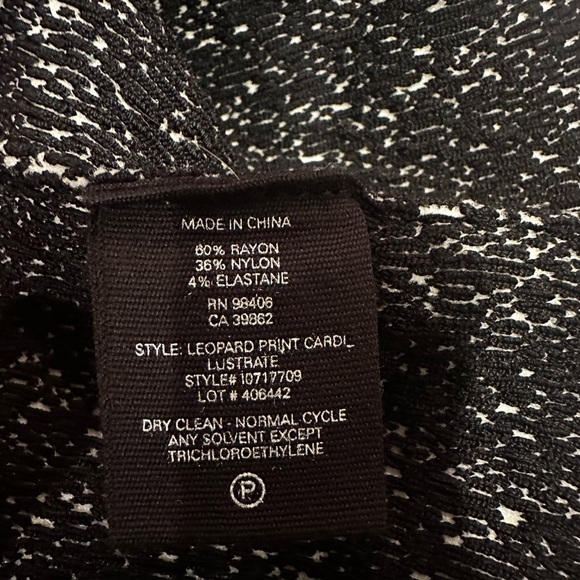 MADE IN CHINA
60% RAYON
36% NYLON
4% ELASTANE
RN 98406
CA 39862
STYLE: LEOPARD PRINT CARDI_
LUSTRATE
STYLE# 10717709
LOT # 406442
DRY CLEAN - NORMAL CYCLE
ANY SOLVENT EXCEPT
TRICHLOROETHYLENE
P